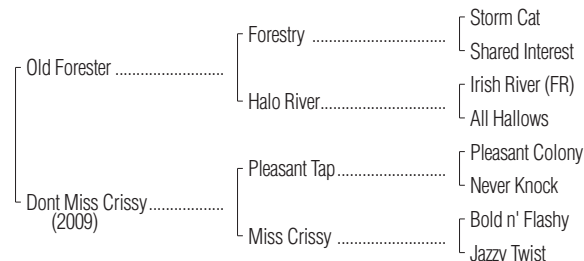 Storm Cat
Forestry ..............................
Shared Interest
Old Forester ........................
Irish River (FR)
Halo River............................
All Hallows
Pleasant Colony
Pleasant Tap........................
Never Knock
Dont Miss Crissy.................
(2009)
Bold n' Flashy
Miss Crissy ........................
Jazzy Twist